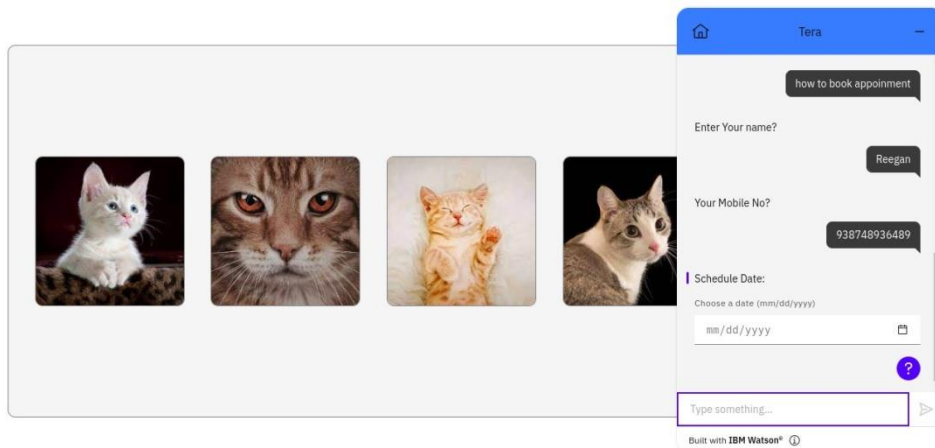 Tera
how to book appoinment
Enter Your name?
Reegan
Your Mobile No?
938748936489
Schedule Date:
Choose a date (mm/dd/yyyy)
mm/dd/yyyy
?
Type something...
Built with IBM Watson®